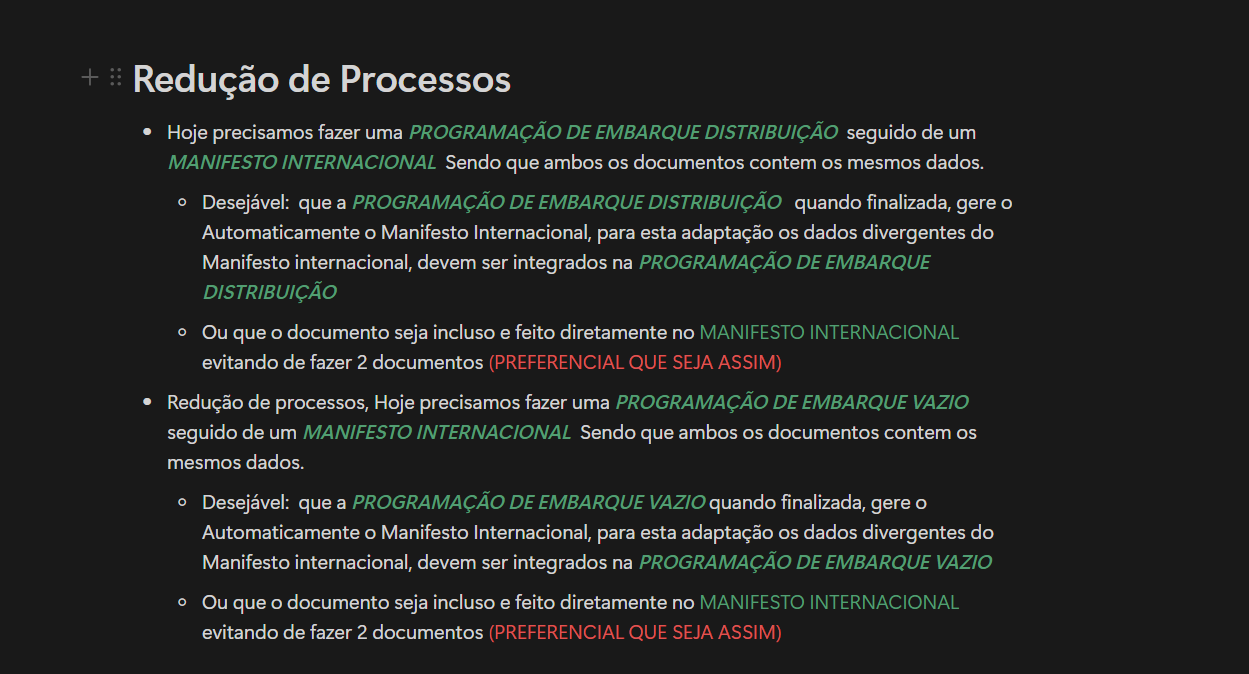 Redução de Processos
• Hoje precisamos fazer uma PROGRAMAÇÃO DE EMBARQUE DISTRIBUIÇÃO seguido de um
MANIFESTO INTERNACIONAL Sendo que ambos os documentos contem os mesmos dados.
◦ Desejável: que a PROGRAMAÇÃO DE EMBARQUE DISTRIBUIÇÃO quando finalizada, gere o
Automaticamente o Manifesto Internacional, para esta adaptação os dados divergentes do
Manifesto internacional, devem ser integrados na PROGRAMAÇÃO DE EMBARQUE
DISTRIBUIÇÃO
◦ Ou que o documento seja incluso e feito diretamente no MANIFESTO INTERNACIONAL
evitando de fazer 2 documentos (PREFERENCIAL QUE SEJA ASSIM)
• Redução de processos, Hoje precisamos fazer uma PROGRAMAÇÃO DE EMBARQUE VAZIO
seguido de um MANIFESTO INTERNACIONAL Sendo que ambos os documentos contem os
mesmos dados.
◦ Desejável: que a PROGRAMAÇÃO DE EMBARQUE VAZIO quando finalizada, gere o
Automaticamente o Manifesto Internacional, para esta adaptação os dados divergentes do
Manifesto internacional, devem ser integrados na PROGRAMAÇÃO DE EMBARQUE VAZIO
◦ Ou que o documento seja incluso e feito diretamente no MANIFESTO INTERNACIONAL
evitando de fazer 2 documentos (PREFERENCIAL QUE SEJA ASSIM)